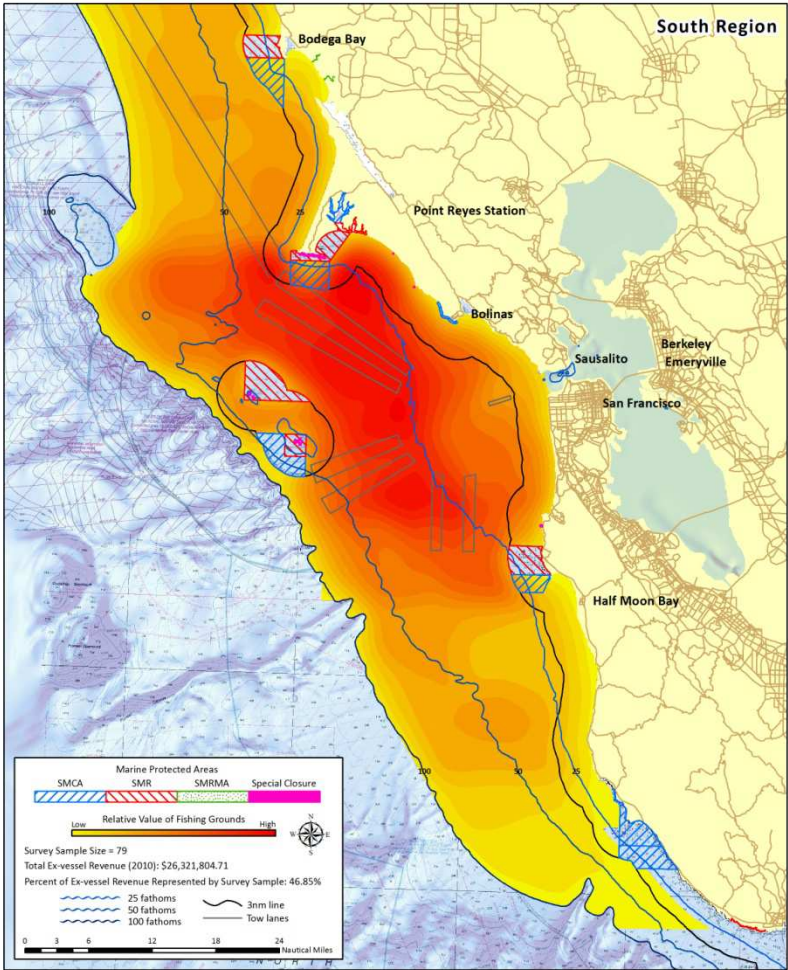 South Region
Bodega Bay
Point Reyes Station
100
50
25
Bolinas
Berkeley
Sausalito
Emeryville
San Francisco
Half Moon Bay
100
50
25
Marine Protected Areas
SMCA SMR SMRMA Special Closure
Low Relative Value of Fishing Grounds High
N
W E
S
Survey Sample Size = 79
Total Ex-vessel Revenue (2010): $26,321,804.71
Percent of Ex-vessel Revenue Represented by Survey Sample: 46.85%
25 fathoms 3nm line
50 fathoms Tow lanes
100 fathoms
0 3 6 12 18 24
Nautical Miles